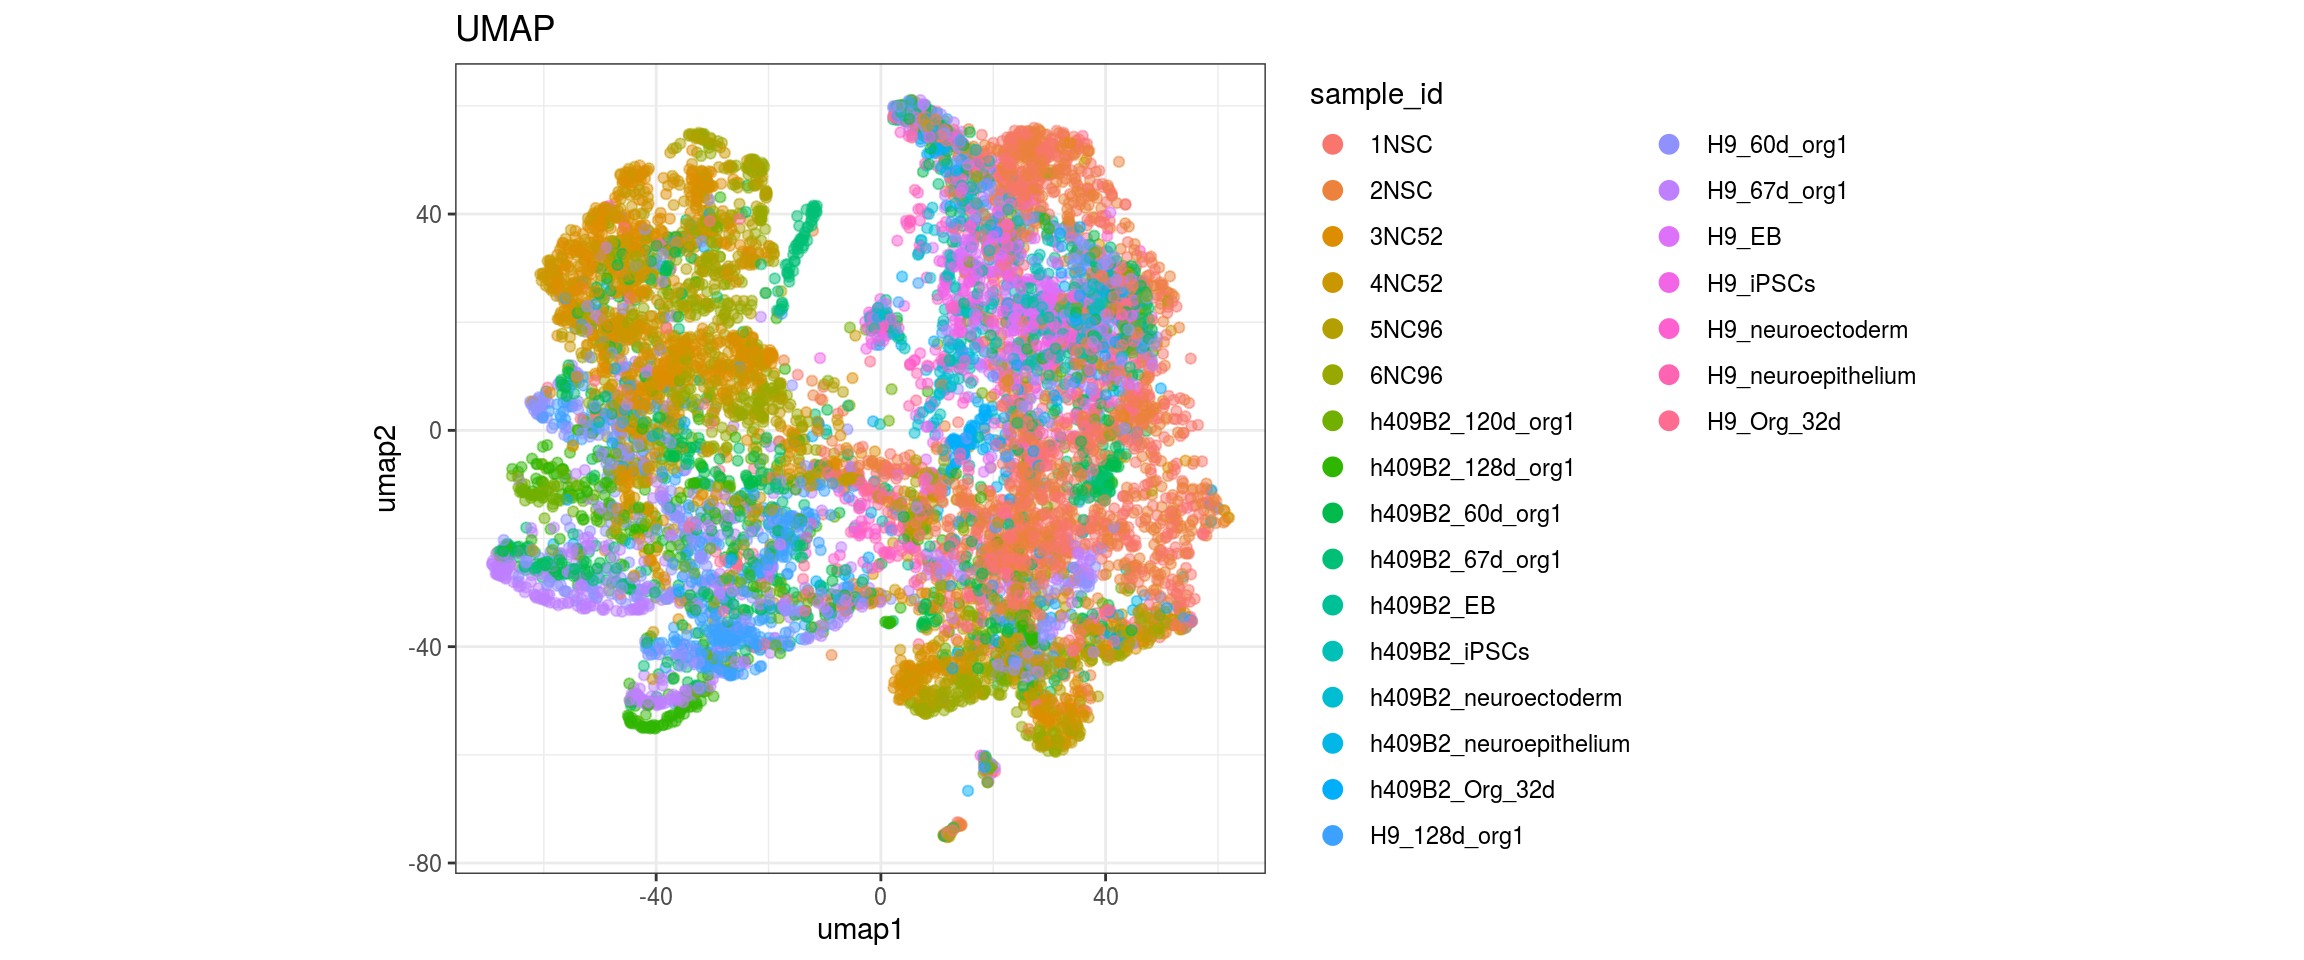 UMAP
umap2
40
0
-40
-80
-40
0
40
umap1
sample_id
1NSC
2NSC
3NC52
4NC52
5NC96
6NC96
h409B2_120d_org1
h409B2_128d_org1
h409B2_60d_org1
h409B2_67d_org1
h409B2_EB
h409B2_iPSCs
h409B2_neuroectoderm
h409B2_neuroepithelium
h409B2_Org_32d
H9_128d_org1
H9_60d_org1
H9_67d_org1
H9_EB
H9_iPSCs
H9_neuroectoderm
H9_neuroepithelium
H9_Org_32d